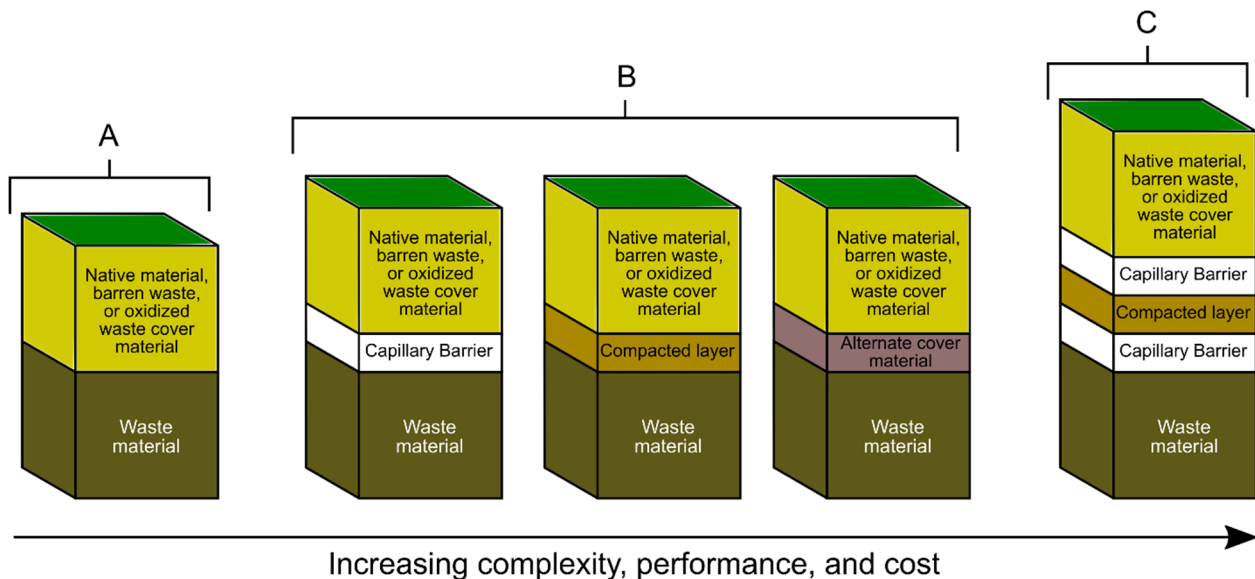 A
B
C
Native material,
barren waste,
or oxidized
waste cover
material
Waste
material
Native material,
barren waste,
or oxidized
waste cover
material
Capillary Barrier
Waste
material
Native material,
barren waste,
or oxidized
waste cover
material
Compacted layer
Waste
material
Native material,
barren waste,
or oxidized
waste cover
material
Alternate cover
material
Waste
material
Native material,
barren waste,
or oxidized
waste cover
material
Capillary Barrier
Compacted layer
Capillary Barrier
Waste
material
Increasing complexity, performance, and cost